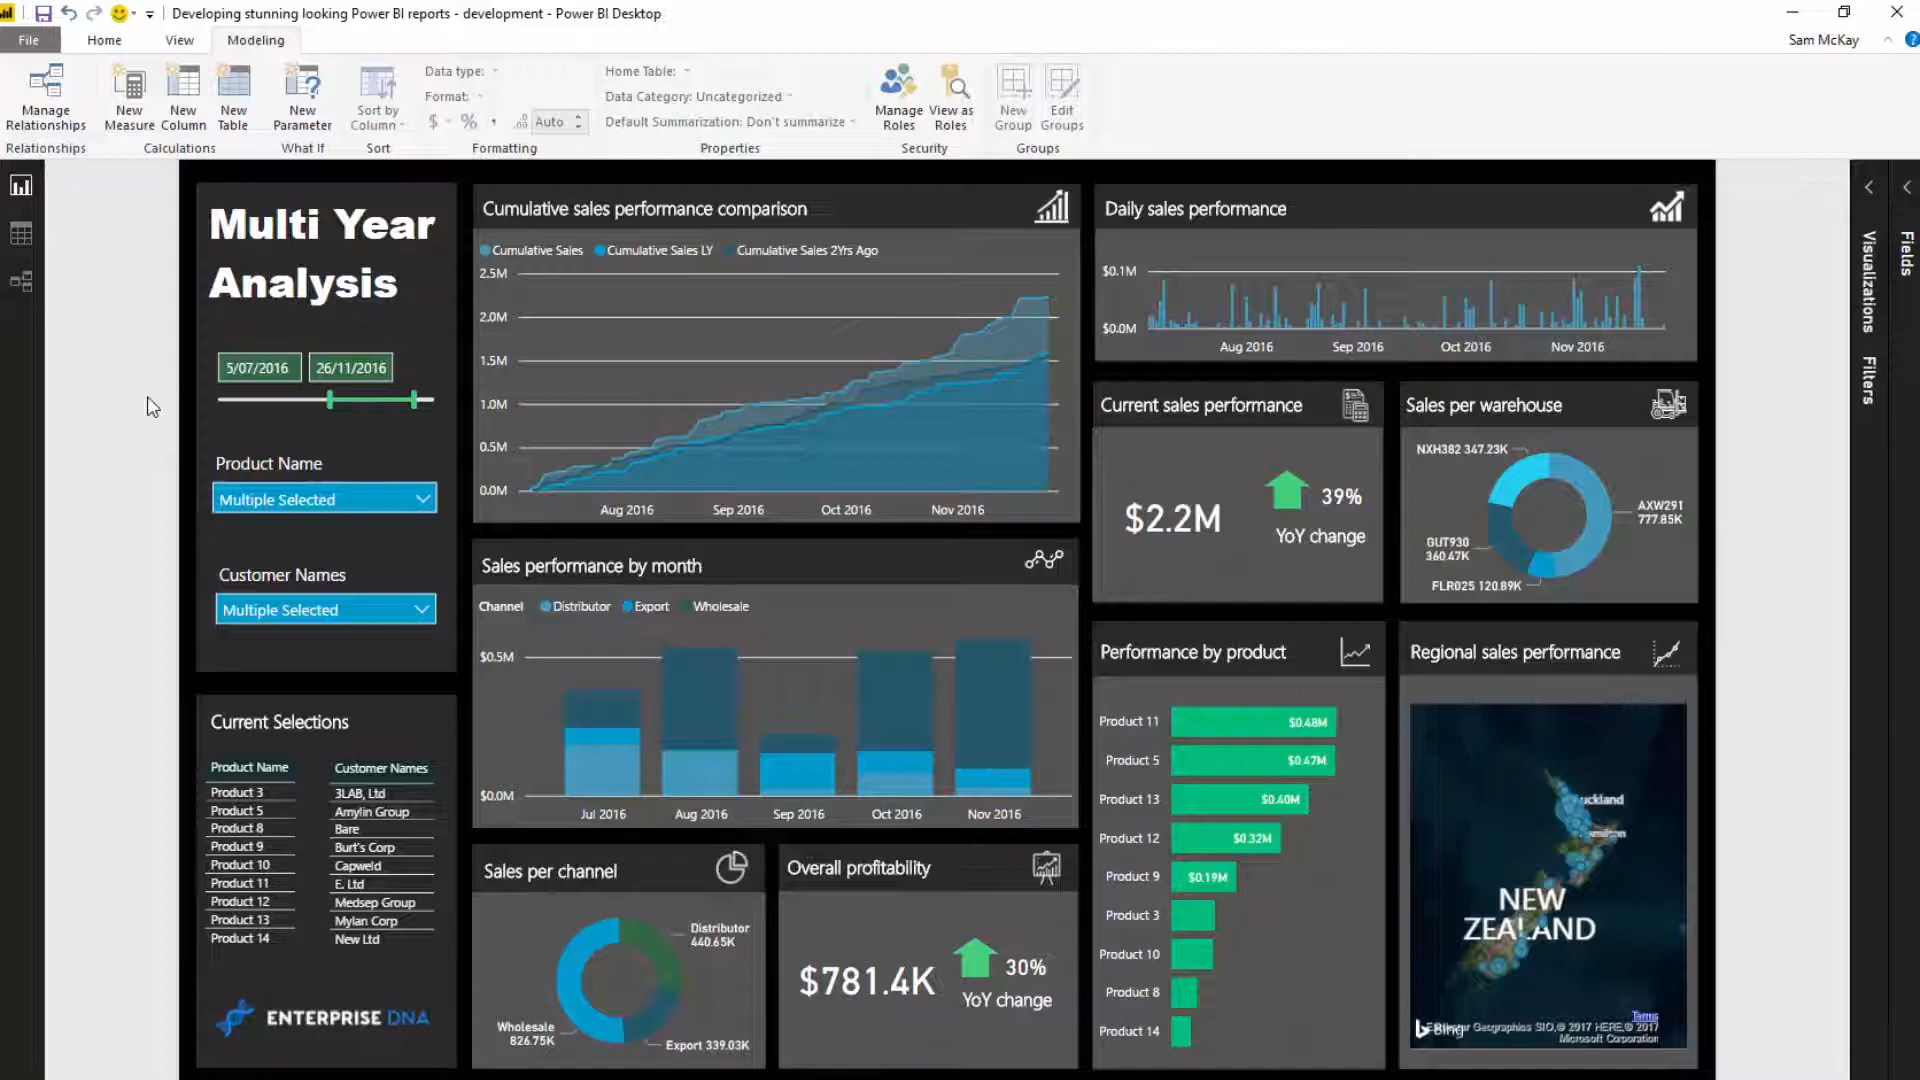 Developing stunning looking Power BI reports - development - Power BI Desktop
File
Home
View
Modeling
Sam McKay
Manage
Relationships
New
Measure
New
Column
New
Table
New
Parameter
Sort by
Column
Data type:
Format:
$ % , Auto
Home Table:
Data Category: Uncategorized
Default Summarization: Don't summarize
Manage
Roles
View as
Roles
New
Group
Edit
Groups
Relationships
Calculations
What If
Sort
Formatting
Properties
Security
Groups
Multi Year
Analysis
5/07/2016
26/11/2016
Product Name
Multiple Selected
Customer Names
Multiple Selected
Current Selections
Product Name
Product 3
Product 5
Product 8
Product 9
Product 10
Product 11
Product 12
Product 13
Product 14
Customer Names
3LAB, Ltd
Amylin Group
Bare
Burt's Corp
Capweld
E. Ltd
Medsep Group
Mylan Corp
New Ltd
ENTERPRISE DNA
Cumulative sales performance comparison
Cumulative Sales
Cumulative Sales LY
Cumulative Sales 2Yrs Ago
2.5M
2.0M
1.5M
1.0M
0.5M
0.0M
Aug 2016
Sep 2016
Oct 2016
Nov 2016
Sales performance by month
Channel
Distributor
Export
Wholesale
$0.5M
$0.0M
Jul 2016
Aug 2016
Sep 2016
Oct 2016
Nov 2016
Sales per channel
Distributor
440.65K
Wholesale
826.75K
Export 339.03K
Overall profitability
$781.4K
30%
YoY change
Daily sales performance
$0.1M
$0.0M
Aug 2016
Sep 2016
Oct 2016
Nov 2016
Current sales performance
$2.2M
39%
YoY change
Sales per warehouse
NXH382 347.23K
AXW291
777.85K
GUT930
360.47K
FLR025 120.89K
Performance by product
Product 11
$0.48M
Product 5
$0.47M
Product 13
$0.40M
Product 12
$0.32M
Product 9
$0.19M
Product 3
Product 10
Product 8
Product 14
Regional sales performance
NEW
ZEALAND
Terms
Geographics SIO,© 2017 HERE,© 2017
Microsoft Corporation
Visualizations
Filters
Fields